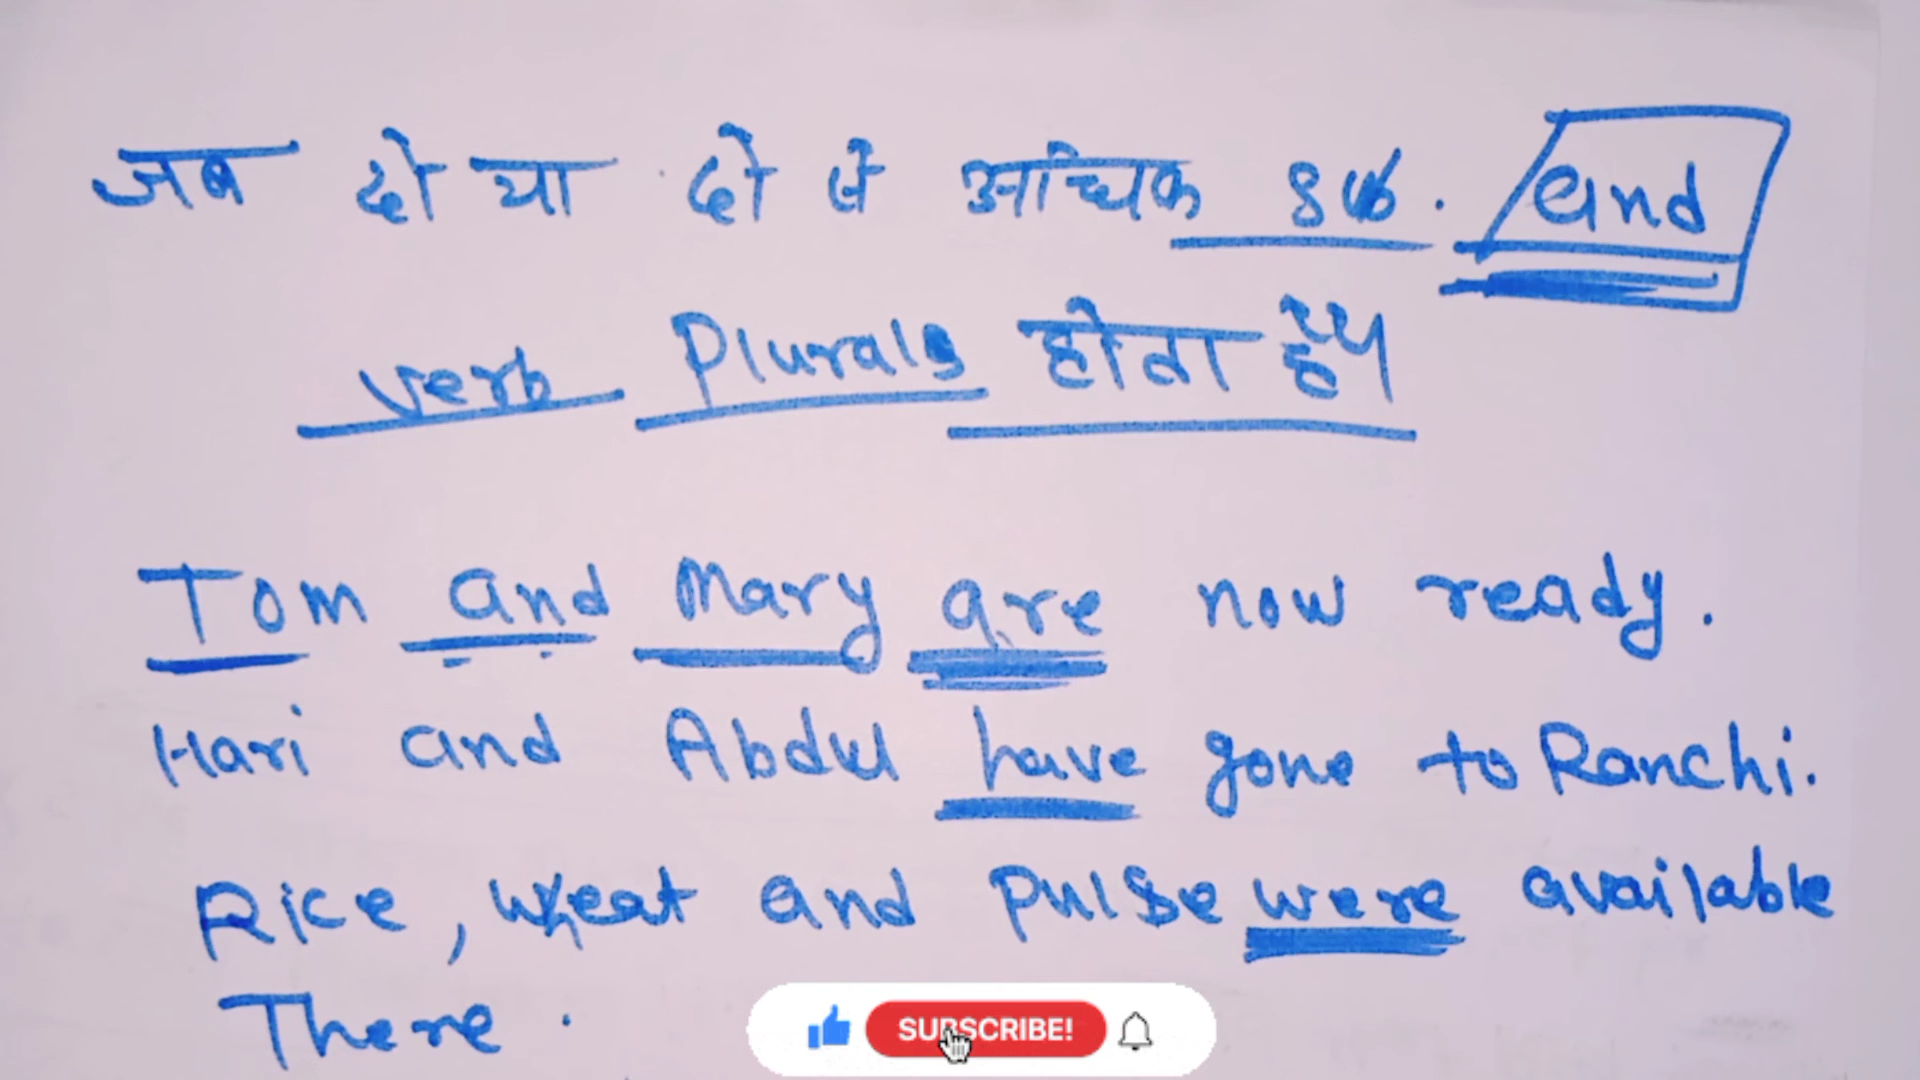 जब दो या दो से अधिक sub. and
verb Plurals होता है।
Tom and Mary are now ready.
Hari and Abdul have gone to Ranchi.
Rice, wheat and pulse were available
There.
SUBSCRIBE!